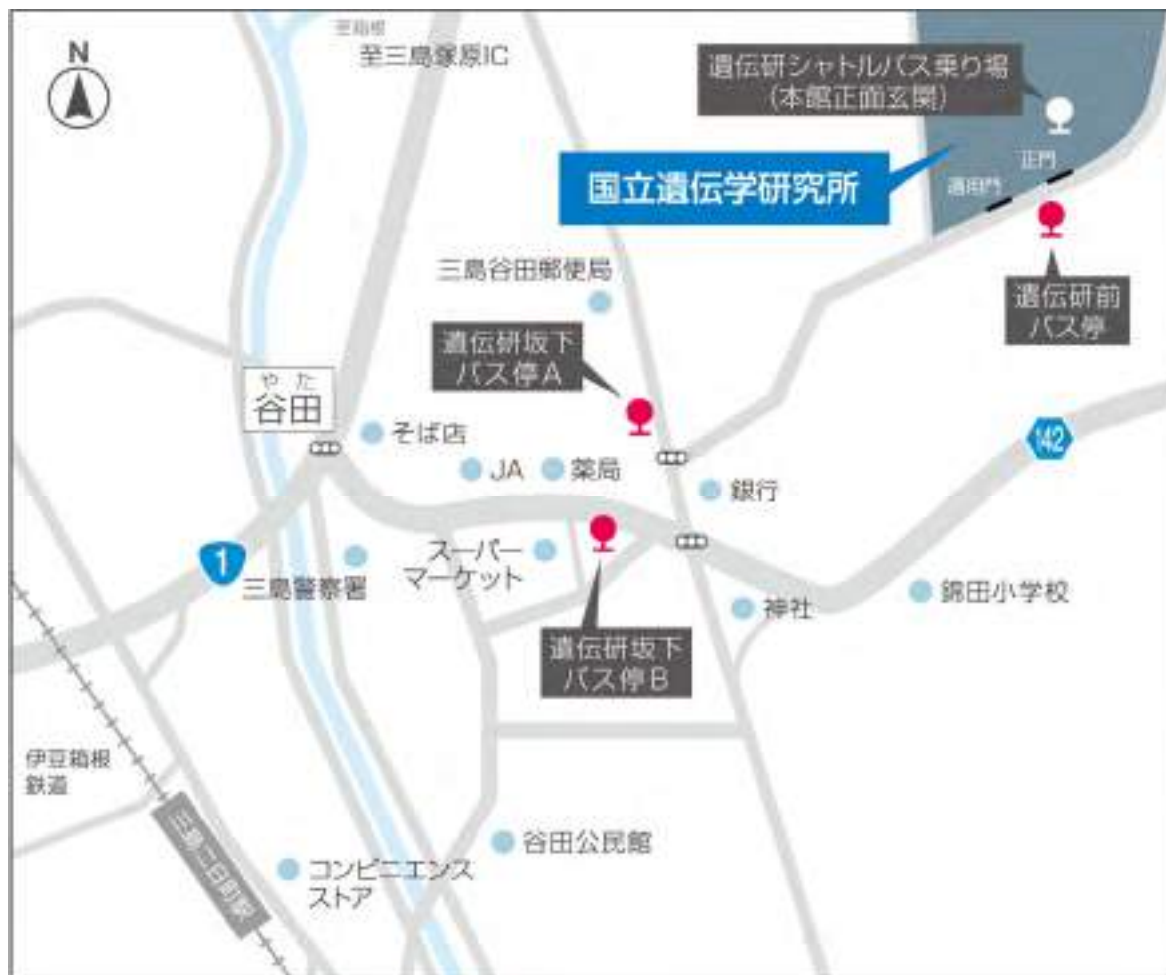 N
至箱根
至三島塚原IC
遺伝研シャトルバス乗り場
(本館正面玄関)
国立遺伝学研究所
正門
通用門
三島谷田郵便局
遺伝研前
バス停
遺伝研坂下
バス停A
やた
谷田
そば店
142
JA
薬局
銀行
1
三島警察署
スーパー
マーケット
錦田小学校
神社
遺伝研坂下
バス停B
伊豆箱根
鉄道
三島二日町駅
谷田公民館
コンビニエンス
ストア